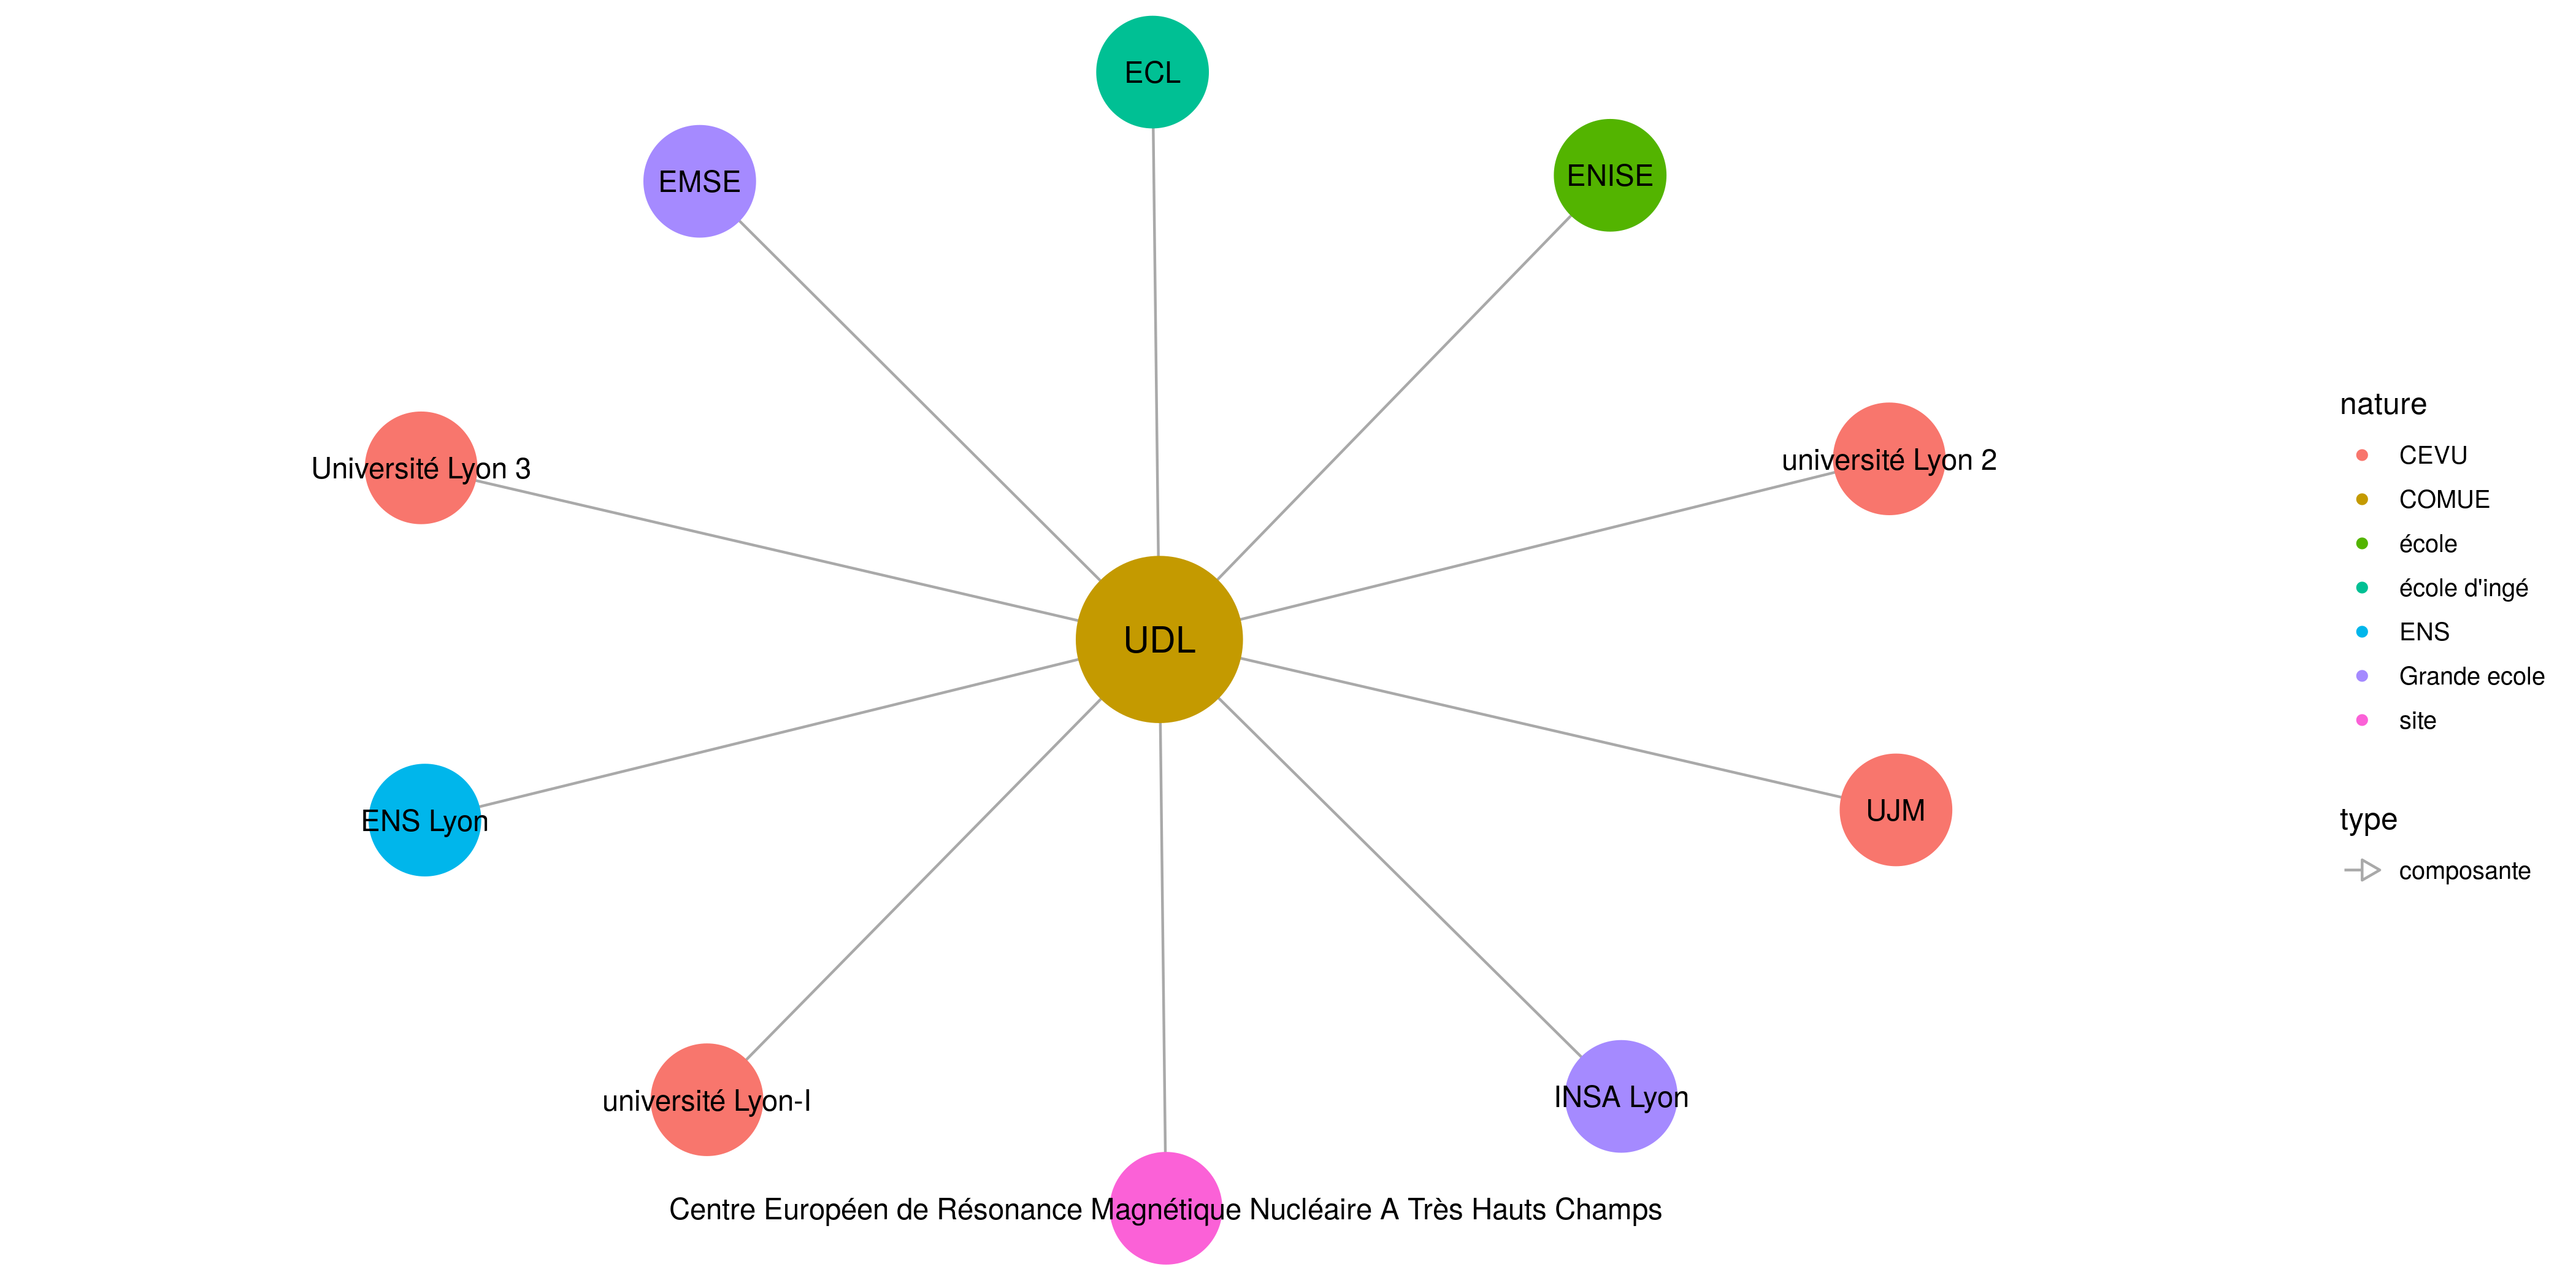 ECL
ENISE
EMSE
université Lyon 2
Université Lyon 3
UDL
UJM
ENS Lyon
INSA Lyon
université Lyon-I
Centre Européen de Résonance Magnétique Nucléaire A Très Hauts Champs
nature
CEVU
COMUE
école
école d'ingé
ENS
Grande ecole
site
type
composante